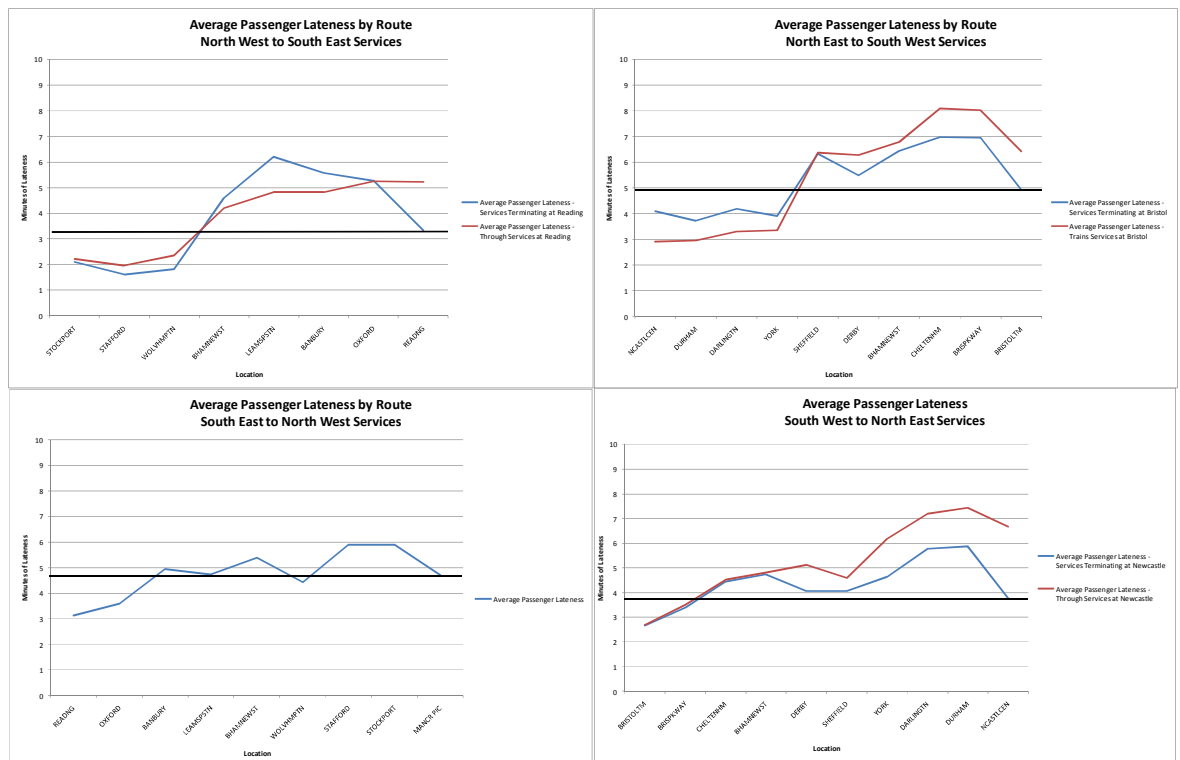 Average Passenger Lateness by Route
North West to South East Services
10
9
8
7
6
5
4
3
2
1
0
Minutes of Lateness
STOCKPORT
STAFFORD
WOLVHMPTN
BHAMNEWST
LEAMSPSTN
BANBURY
OXFORD
READNG
Location
Average Passenger Lateness -
Services Terminating at Reading
Average Passenger Lateness -
Through Services at Reading
Average Passenger Lateness by Route
North East to South West Services
10
9
8
7
6
5
4
3
2
1
0
Minutes of Lateness
NCASTLCEN
DURHAM
DARLINGTN
YORK
SHEFFIELD
DERBY
BHAMNEWST
CHELTENHM
BRISPKWAY
BRISTOLTM
Location
Average Passenger Lateness -
Services Terminating at Bristol
Average Passenger Lateness -
Trains Services at Bristol
Average Passenger Lateness by Route
South East to North West Services
10
9
8
7
6
5
4
3
2
1
0
Minutes of Lateness
READNG
OXFORD
BANBURY
LEAMSPSTN
BHAMNEWST
WOLVHMPTN
STAFFORD
STOCKPORT
MANCR PIC
Location
Average Passenger Lateness
Average Passenger Lateness
South West to North East Services
10
9
8
7
6
5
4
3
2
1
0
Minutes of Lateness
BRISTOLTM
BRISPKWAY
CHELTENHM
BHAMNEWST
DERBY
SHEFFIELD
YORK
DARLINGTN
DURHAM
NCASTLCEN
Location
Average Passenger Lateness -
Services Terminating at Newcastle
Average Passenger Lateness -
Through Services at Newcastle